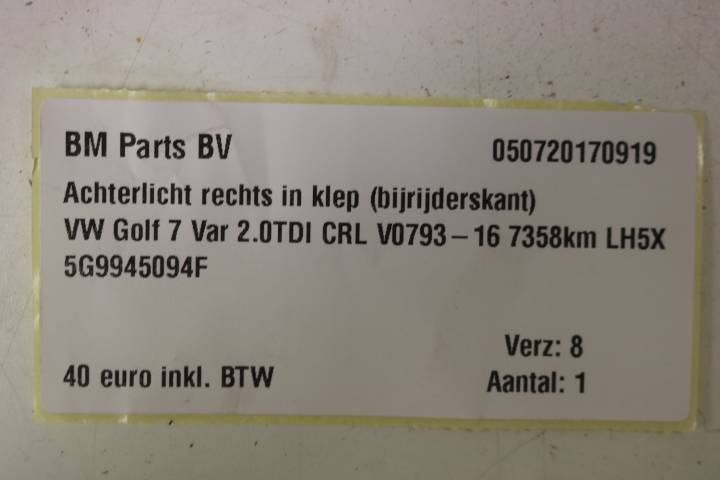 BM Parts BV 050720170919
Achterlicht rechts in klep (bijrijderskant)
VW Golf 7 Var 2.0TDI CRL V0793-16 7358km LH5X
5G9945094F
Verz: 8
40 euro inkl. BTW Aantal: 1